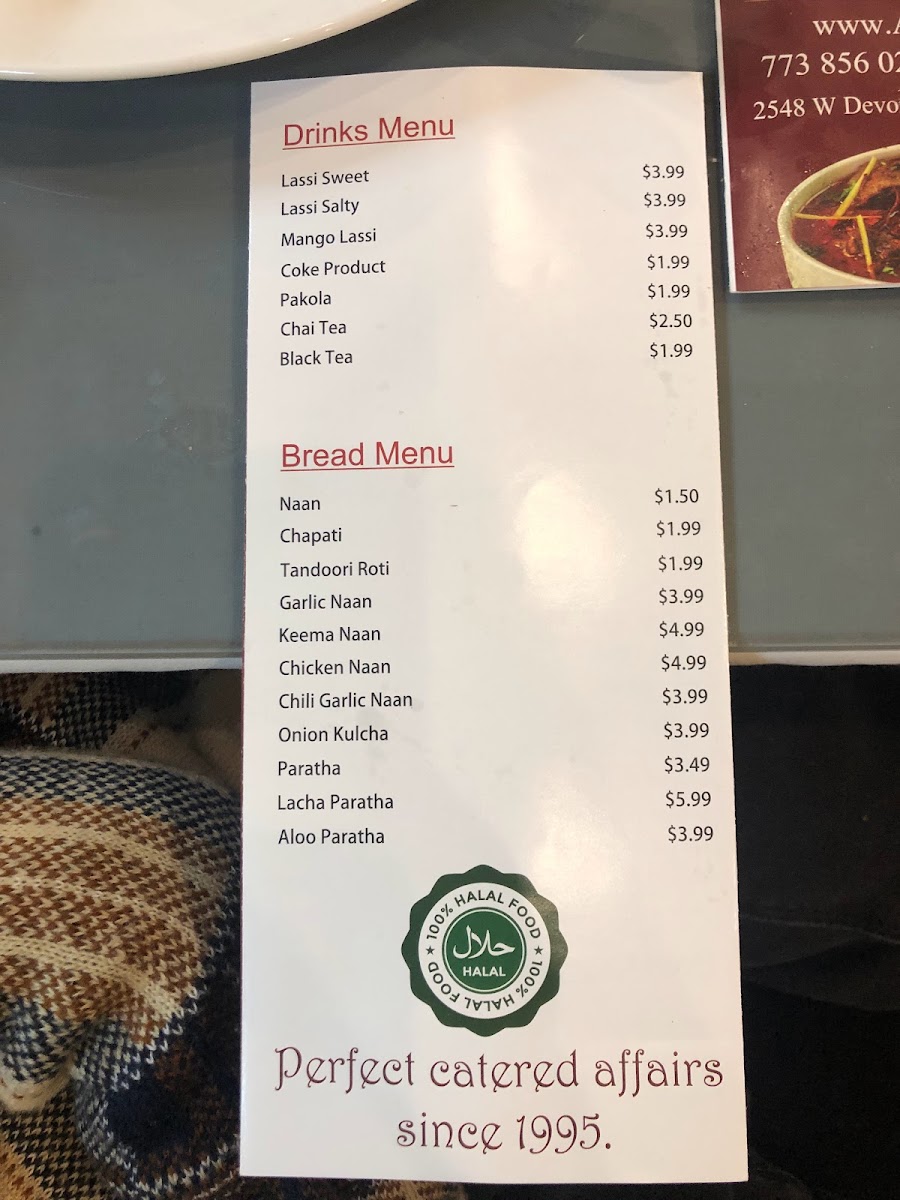 www.
773 856
2548 W
Drinks Menu
Lassi Sweet $3.99
Lassi Salty $3.99
Mango Lassi $3.99
Coke Product $1.99
Pakola $1.99
Chai Tea $2.50
Black Tea $1.99
Bread Menu
Naan $1.50
Chapati $1.99
Tandoori Roti $1.99
Garlic Naan $3.99
Keema Naan $4.99
Chicken Naan $4.99
Chili Garlic Naan $3.99
Onion Kulcha $3.99
Paratha $3.49
Lacha Paratha $5.99
Aloo Paratha $3.99
100% HALAL FOOD ★ 100% HALAL FOOD ★
حلال
HALAL
Perfect catered affairs
since 1995.